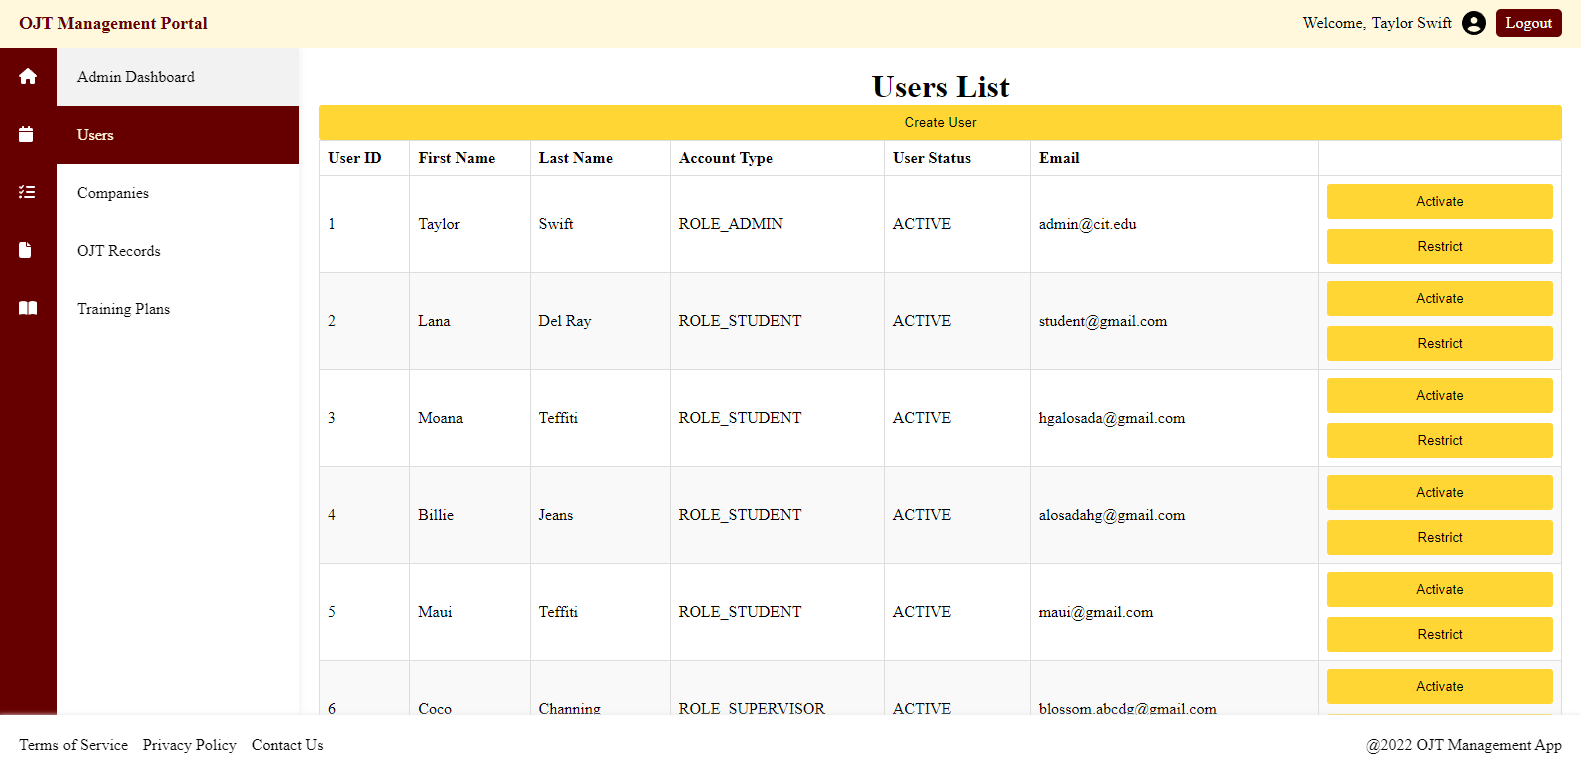 OJT Management Portal
Welcome, Taylor Swift Logout
Admin Dashboard
Users
Companies
OJT Records
Training Plans
Users List
Create User
User ID First Name Last Name Account Type User Status Email
1 Taylor Swift ROLE_ADMIN ACTIVE admin@cit.edu
Activate
Restrict
2 Lana Del Ray ROLE_STUDENT ACTIVE student@gmail.com
Activate
Restrict
3 Moana Teffiti ROLE_STUDENT ACTIVE hgalosada@gmail.com
Activate
Restrict
4 Billie Jeans ROLE_STUDENT ACTIVE alosadahg@gmail.com
Activate
Restrict
5 Maui Teffiti ROLE_STUDENT ACTIVE maui@gmail.com
Activate
Restrict
6 Coco Channing ROLE_SUPERVISOR ACTIVE blossom.abcdg@gmail.com
Activate
Terms of Service Privacy Policy Contact Us
@2022 OJT Management App